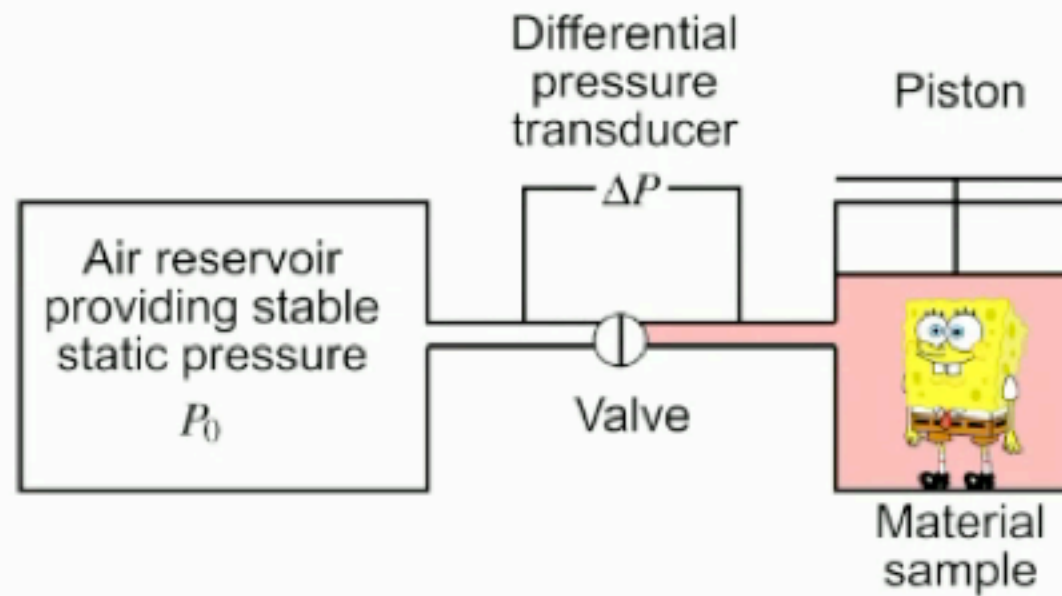 Differential
pressure
transducer
ΔP
Piston
Air reservoir
providing stable
static pressure
P₀
Valve
Material
sample